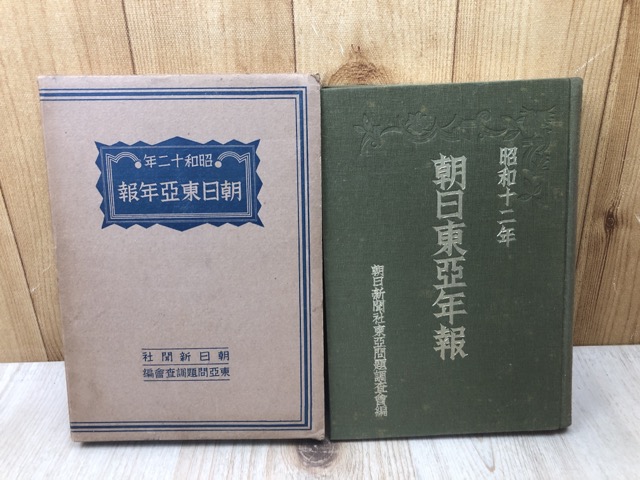 年二十和昭
報年亞東日朝
社聞新日朝
編會査調題問亞東
昭和十二年
朝日東亞年報
朝日新聞社東亞問題調査會編